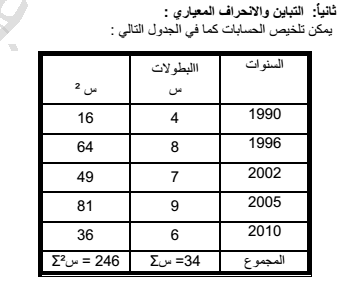 ثانياً: التباين والانحراف المعياري :
يمكن تلخيص الحسابات كما في الجدول التالي :
السنوات االبطولات س س ²
1990 4 16
1996 8 64
2002 7 49
2005 9 81
2010 6 36
المجموع Σس =34 Σس² = 246